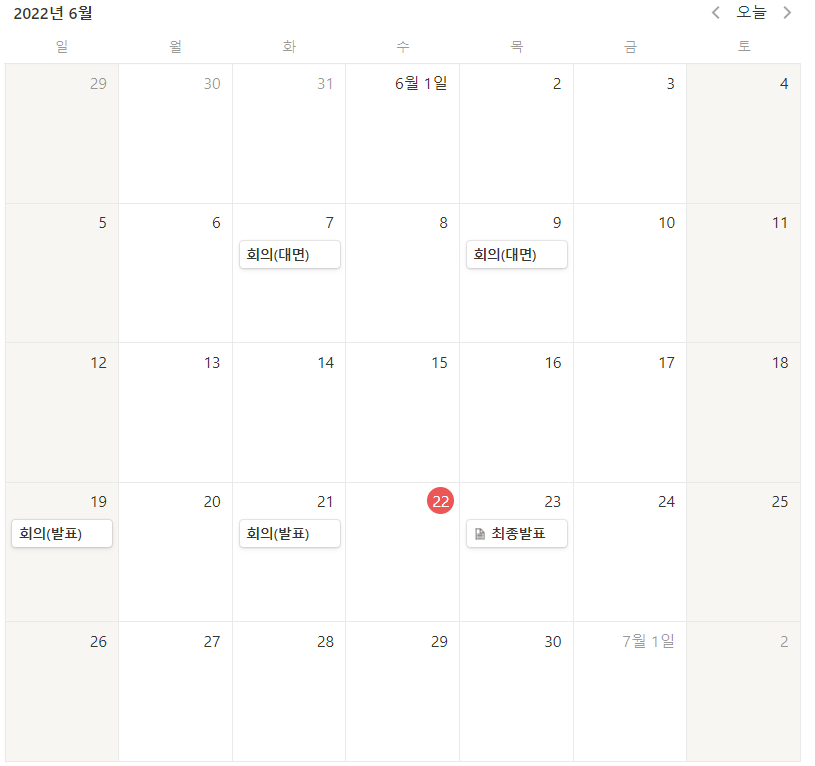 2022년 6월 오늘
일 월 화 수 목 금 토
29 30 31 6월 1일 2 3 4
5 6 7 8 9 10 11
회의(대면) 회의(대면)
12 13 14 15 16 17 18
19 20 21 22 23 24 25
회의(발표) 회의(발표) 최종발표
26 27 28 29 30 7월 1일 2